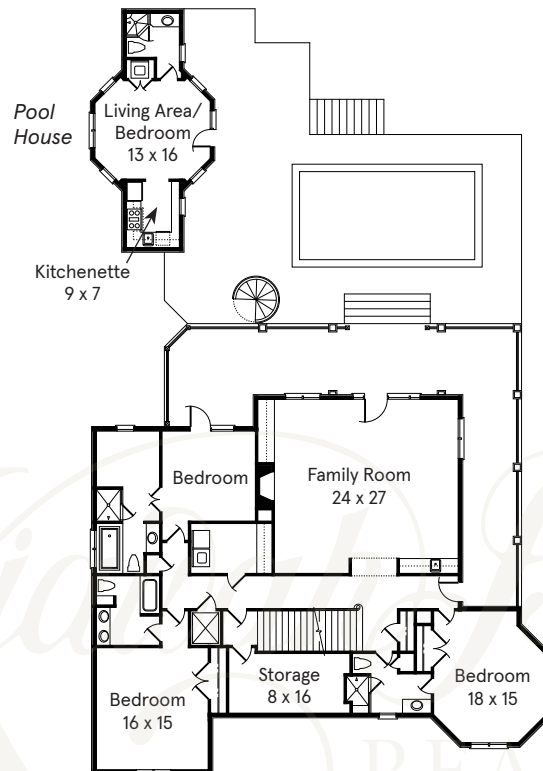 Pool
House
Living Area/
Bedroom
13 x 16
Kitchenette
9 x 7
Bedroom
Family Room
24 x 27
Bedroom
16 x 15
Storage
8 x 16
Bedroom
18 x 15